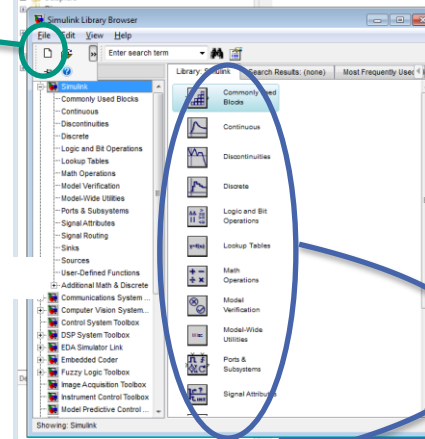 Simulink Library Browser
File Edit View Help
Enter search term
Library: Simulink Search Results: (none) Most Frequently Used
Simulink
Commonly Used Blocks
Continuous
Discontinuities
Discrete
Logic and Bit Operations
Lookup Tables
Math Operations
Model Verification
Model-Wide Utilities
Ports & Subsystems
Signal Attributes
Signal Routing
Sinks
Sources
User-Defined Functions
Additional Math & Discrete
Communications System ...
Computer Vision System...
Control System Toolbox
DSP System Toolbox
EDA Simulator Link
Embedded Coder
Fuzzy Logic Toolbox
Image Acquisition Toolbox
Instrument Control Toolbox
Model Predictive Control ...
Commonly Used
Blocks
Continuous
Discontinuities
Discrete
Logic and Bit
Operations
Lookup Tables
Math
Operations
Model
Verification
Model-Wide
Utilities
Ports &
Subsystems
Signal Attributes
Showing: Simulink